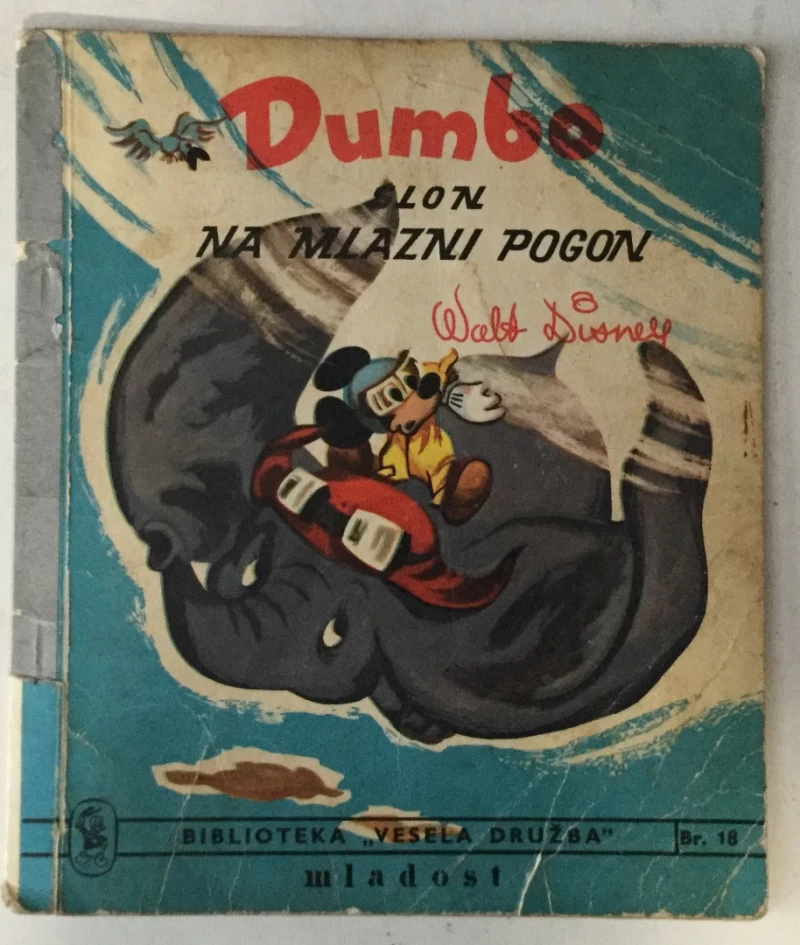 Dumbo
SLON
NA MLAZNI POGON
Walt Disney
BIBLIOTEKA „VESELA DRUŽBA"
Br. 18
mladost